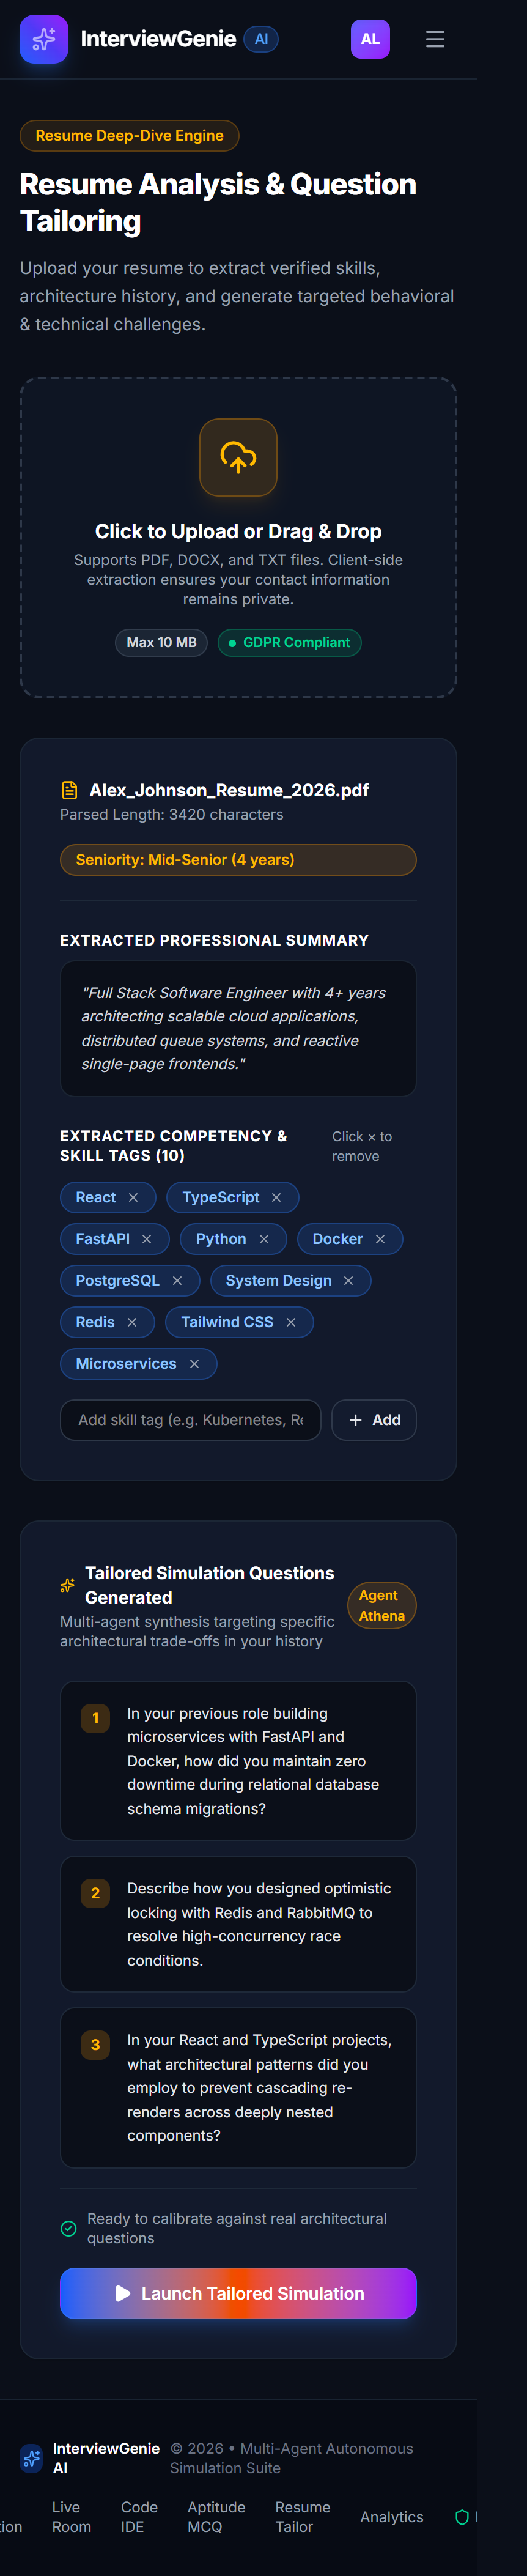 InterviewGenie AI AL
Resume Deep-Dive Engine
Resume Analysis & Question
Tailoring
Upload your resume to extract verified skills,
architecture history, and generate targeted behavioral
& technical challenges.
Click to Upload or Drag & Drop
Supports PDF, DOCX, and TXT files. Client-side
extraction ensures your contact information
remains private.
Max 10 MB GDPR Compliant
Alex_Johnson_Resume_2026.pdf
Parsed Length: 3420 characters
Seniority: Mid-Senior (4 years)
EXTRACTED PROFESSIONAL SUMMARY
"Full Stack Software Engineer with 4+ years
architecting scalable cloud applications,
distributed queue systems, and reactive
single-page frontends."
EXTRACTED COMPETENCY &
SKILL TAGS (10)
Click × to
remove
React × TypeScript ×
FastAPI × Python × Docker ×
PostgreSQL × System Design ×
Redis × Tailwind CSS ×
Microservices ×
Add skill tag (e.g. Kubernetes, Re + Add
Tailored Simulation Questions
Generated
Multi-agent synthesis targeting specific
architectural trade-offs in your history
Agent
Athena
1 In your previous role building
microservices with FastAPI and
Docker, how did you maintain zero
downtime during relational database
schema migrations?
2 Describe how you designed optimistic
locking with Redis and RabbitMQ to
resolve high-concurrency race
conditions.
3 In your React and TypeScript projects,
what architectural patterns did you
employ to prevent cascading re-
renders across deeply nested
components?
Ready to calibrate against real architectural
questions
Launch Tailored Simulation
InterviewGenie
AI
© 2026 • Multi-Agent Autonomous
Simulation Suite
Live
Room
Code
IDE
Aptitude
MCQ
Resume
Tailor
Analytics